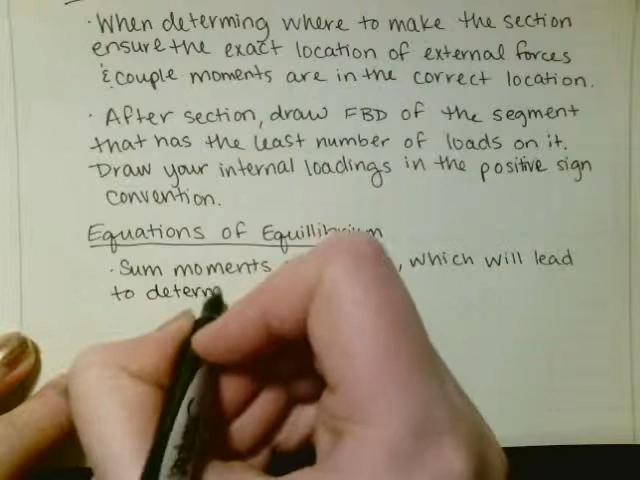 · When determining where to make the section
ensure the exact location of external forces
& couple moments are in the correct location.
· After section, draw FBD of the segment
that has the least number of loads on it.
Draw your internal loadings in the positive sign
convention.
Equations of Equillibrium
· Sum moments , which will lead
to determ